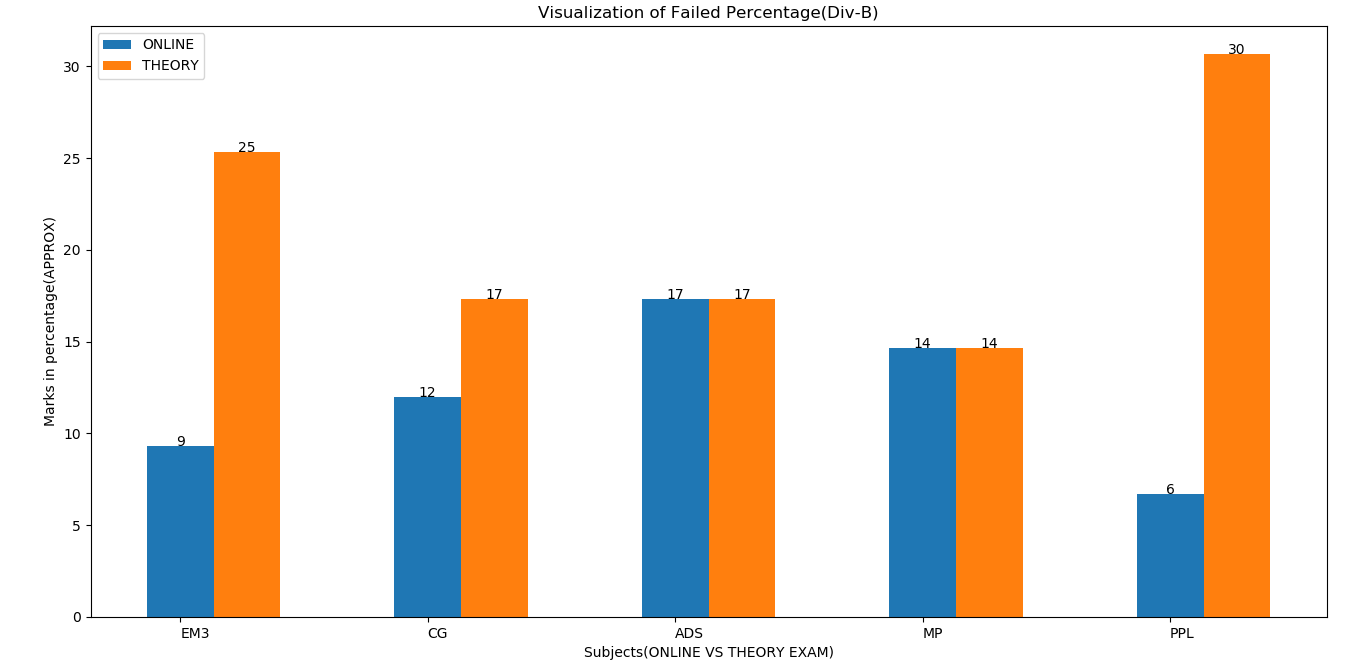 Visualization of Failed Percentage(Div-B)
ONLINE
THEORY
Marks in percentage(APPROX)
30
25
20
15
10
5
0
9
25
12
17
17
17
14
14
6
30
EM3
CG
ADS
MP
PPL
Subjects(ONLINE VS THEORY EXAM)